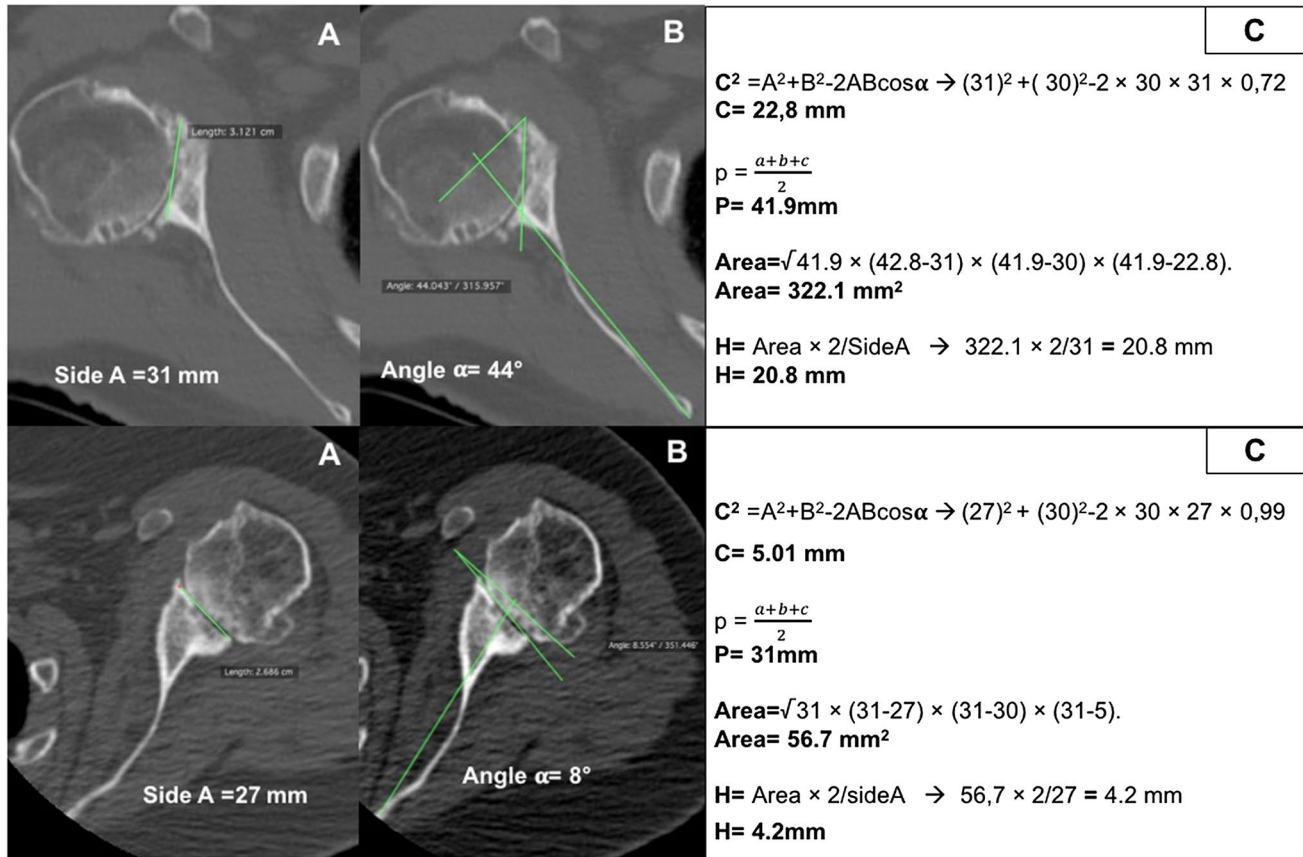 A
Length: 3.121 cm
Side A =31 mm
B
Angle: 44.043° / 315.957°
Angle α= 44°
C
C² =A²+B²-2ABcosα → (31)² +( 30)²-2 × 30 × 31 × 0,72
C= 22,8 mm
p = a+b+c / 2
P= 41.9mm
Area=√41.9 × (42.8-31) × (41.9-30) × (41.9-22.8).
Area= 322.1 mm²
H= Area × 2/SideA → 322.1 × 2/31 = 20.8 mm
H= 20.8 mm
A
Length: 2.686 cm
Side A =27 mm
B
Angle: 8.554° / 351.446°
Angle α= 8°
C
C² =A²+B²-2ABcosα → (27)² + (30)²-2 × 30 × 27 × 0,99
C= 5.01 mm
p = a+b+c / 2
P= 31mm
Area=√31 × (31-27) × (31-30) × (31-5).
Area= 56.7 mm²
H= Area × 2/sideA → 56,7 × 2/27 = 4.2 mm
H= 4.2mm